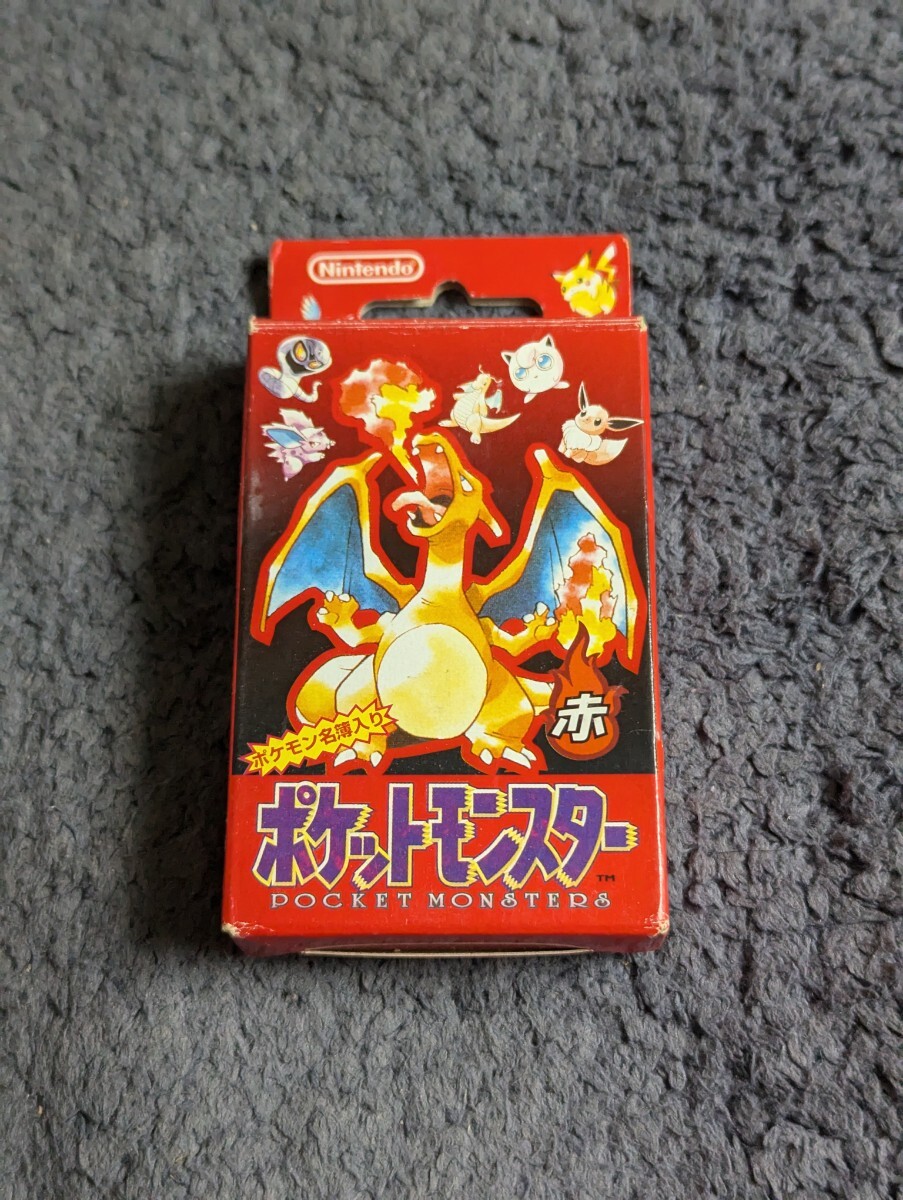 Nintendo®
赤
ポケモン名簿入り
ポケットモンスター
TM
POCKET MONSTERS